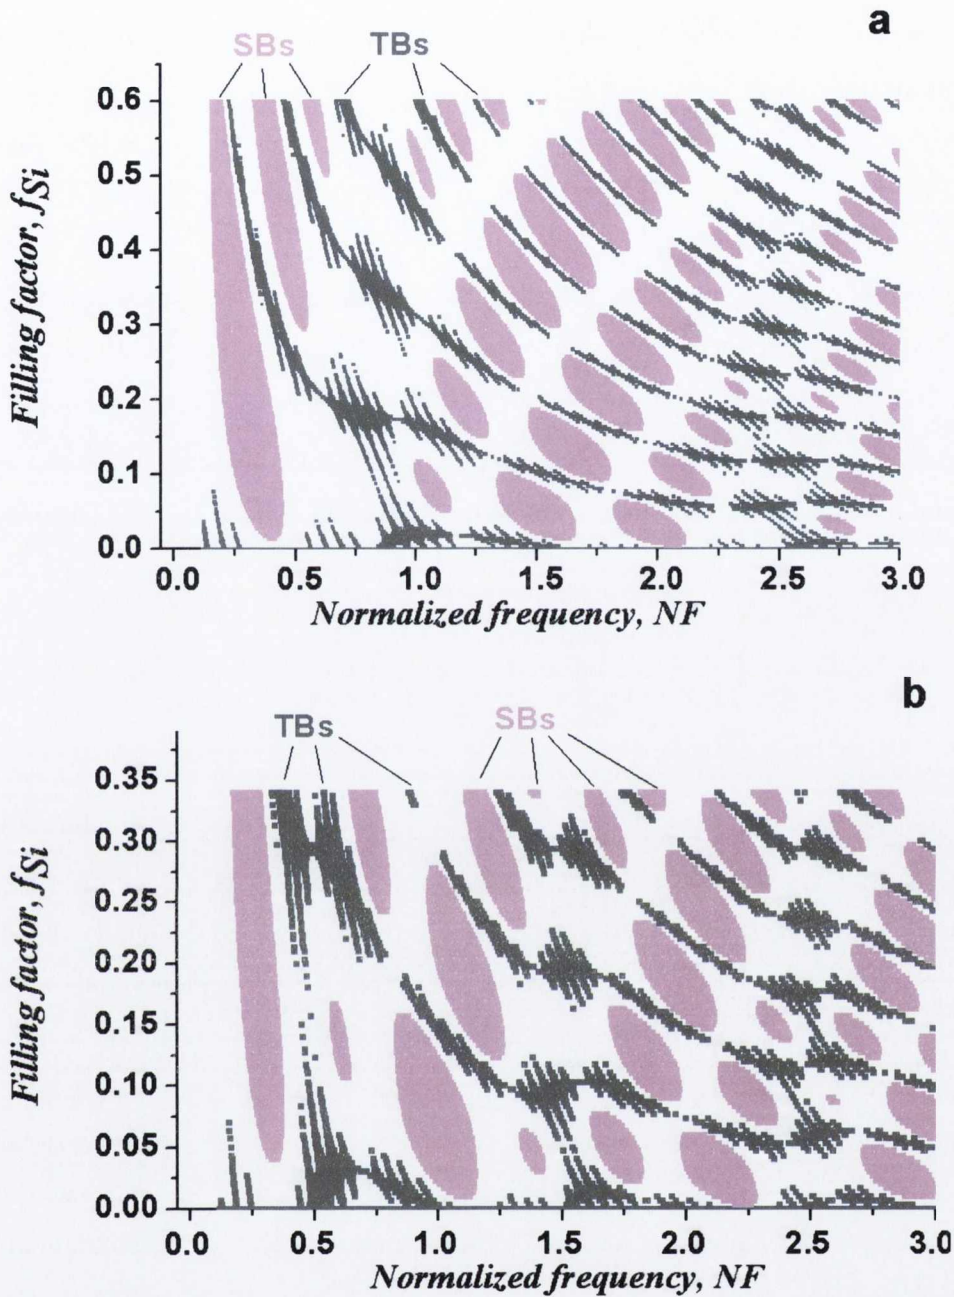 a
SBs TBs
0.6
0.5
0.4
0.3
0.2
0.1
0.0
Filling factor, fSi
0.0 0.5 1.0 1.5 2.0 2.5 3.0
Normalized frequency, NF
b
TBs SBs
0.35
0.30
0.25
0.20
0.15
0.10
0.05
0.00
Filling factor, fSi
0.0 0.5 1.0 1.5 2.0 2.5 3.0
Normalized frequency, NF